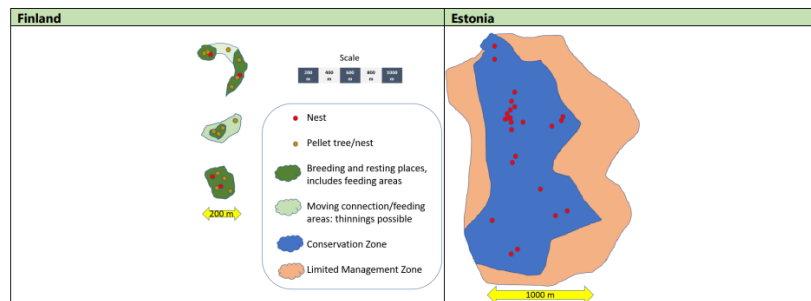 Finland
Estonia
Scale
200 m
400 m
600 m
800 m
1000 m
Nest
Pellet tree/nest
Breeding and resting places,
includes feeding areas
Moving connection/feeding
areas: thinnings possible
Conservation Zone
Limited Management Zone
200 m
1000 m